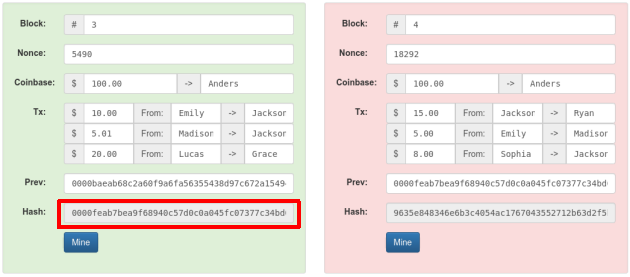 Block: # 3
Nonce: 5490
Coinbase: $ 100.00 -> Anders
Tx: $ 10.00 From: Emily -> Jackson
$ 5.01 From: Madison -> Jackson
$ 20.00 From: Lucas -> Grace
Prev: 0000baeab68c2a60f9a6fa56355438d97c672a1549
Hash: 0000feab7bea9f68940c57d0c0a045fc07377c34bd
Mine
Block: # 4
Nonce: 18292
Coinbase: $ 100.00 -> Anders
Tx: $ 15.00 From: Jackson -> Ryan
$ 5.00 From: Emily -> Madison
$ 8.00 From: Sophia -> Jackson
Prev: 0000feab7bea9f68940c57d0c0a045fc07377c34bd
Hash: 9635e848346e6b3c4054ac1767043552712b63d2f5
Mine